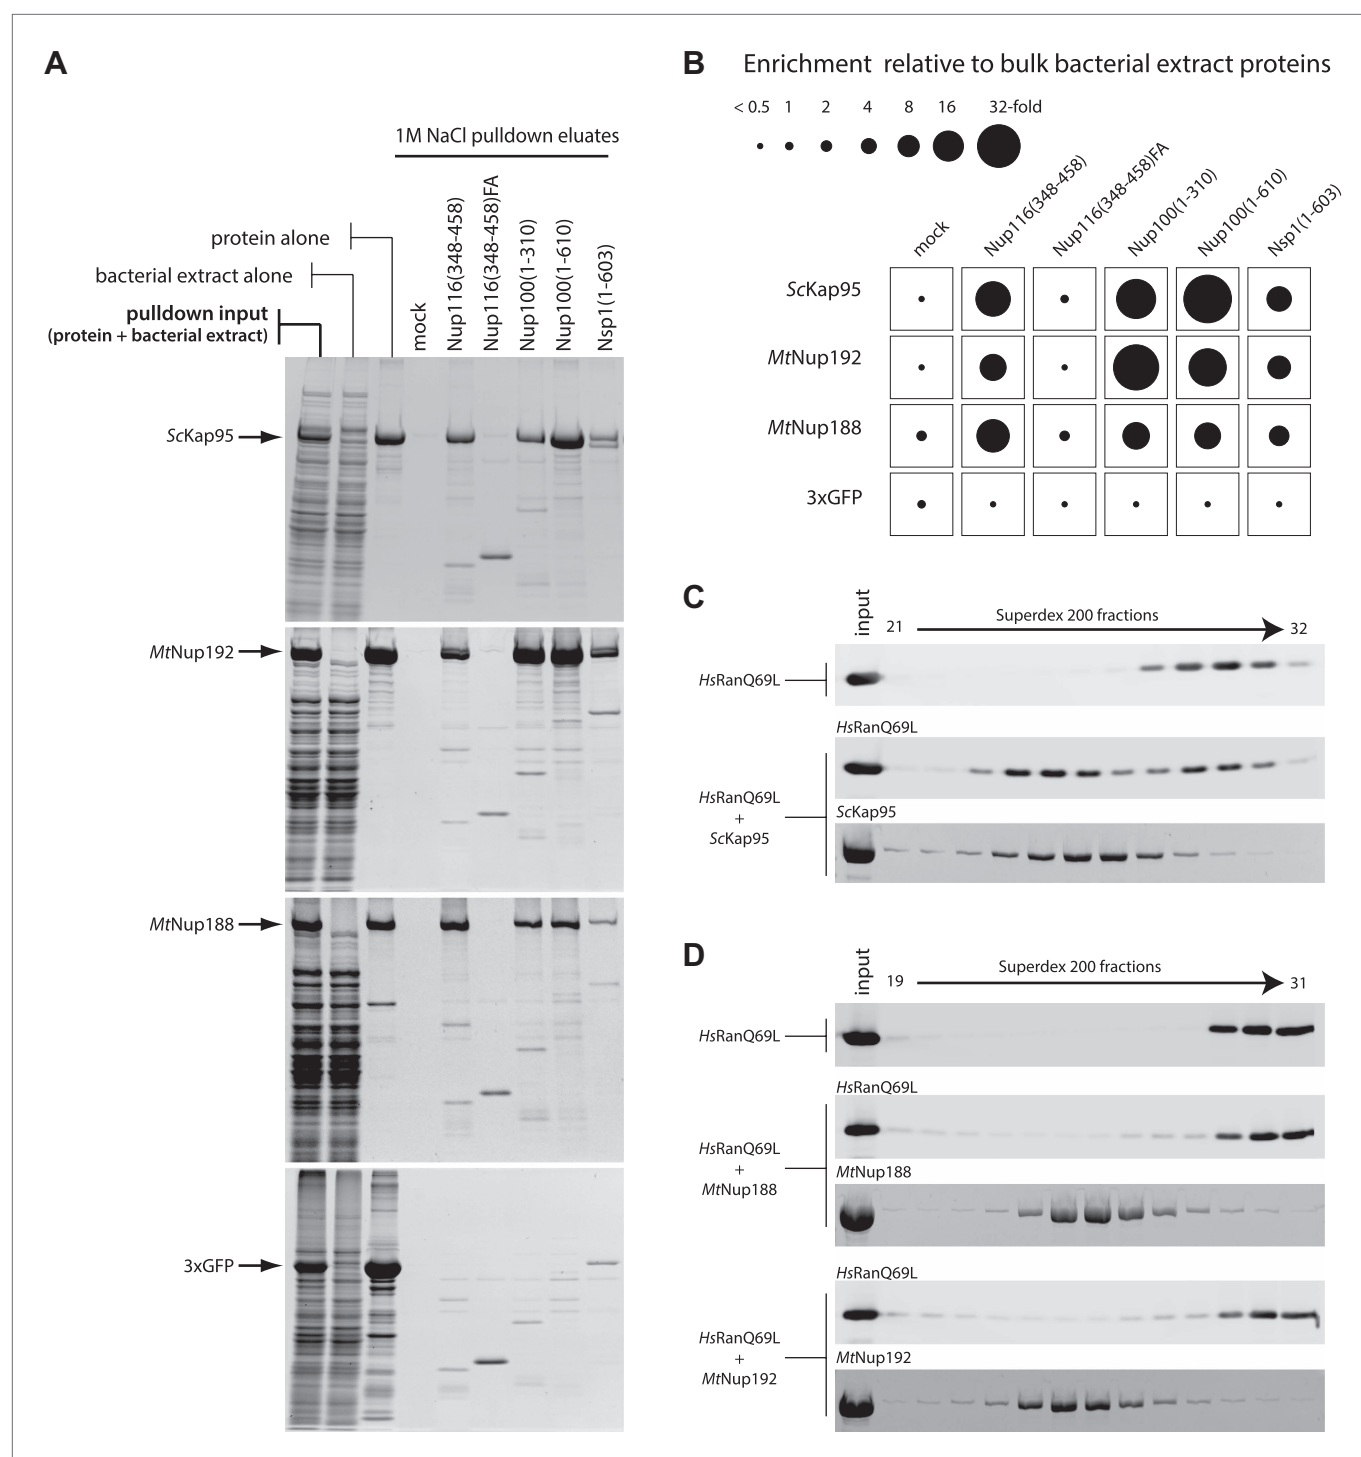 A
1M NaCl pulldown eluates
protein alone
bacterial extract alone
pulldown input
(protein + bacterial extract)
mock
Nup116(348-458)
Nup116(348-458)FA
Nup100(1-310)
Nup100(1-610)
Nsp1(1-603)
ScKap95
MtNup192
MtNup188
3xGFP
B
Enrichment relative to bulk bacterial extract proteins
< 0.5 1 2 4 8 16 32-fold
mock
Nup116(348-458)
Nup116(348-458)FA
Nup100(1-310)
Nup100(1-610)
Nsp1(1-603)
ScKap95
MtNup192
MtNup188
3xGFP
C
input
21 Superdex 200 fractions 32
HsRanQ69L
HsRanQ69L
HsRanQ69L
+
ScKap95
ScKap95
D
input
19 Superdex 200 fractions 31
HsRanQ69L
HsRanQ69L
HsRanQ69L
+
MtNup188
MtNup188
HsRanQ69L
HsRanQ69L
+
MtNup192
MtNup192